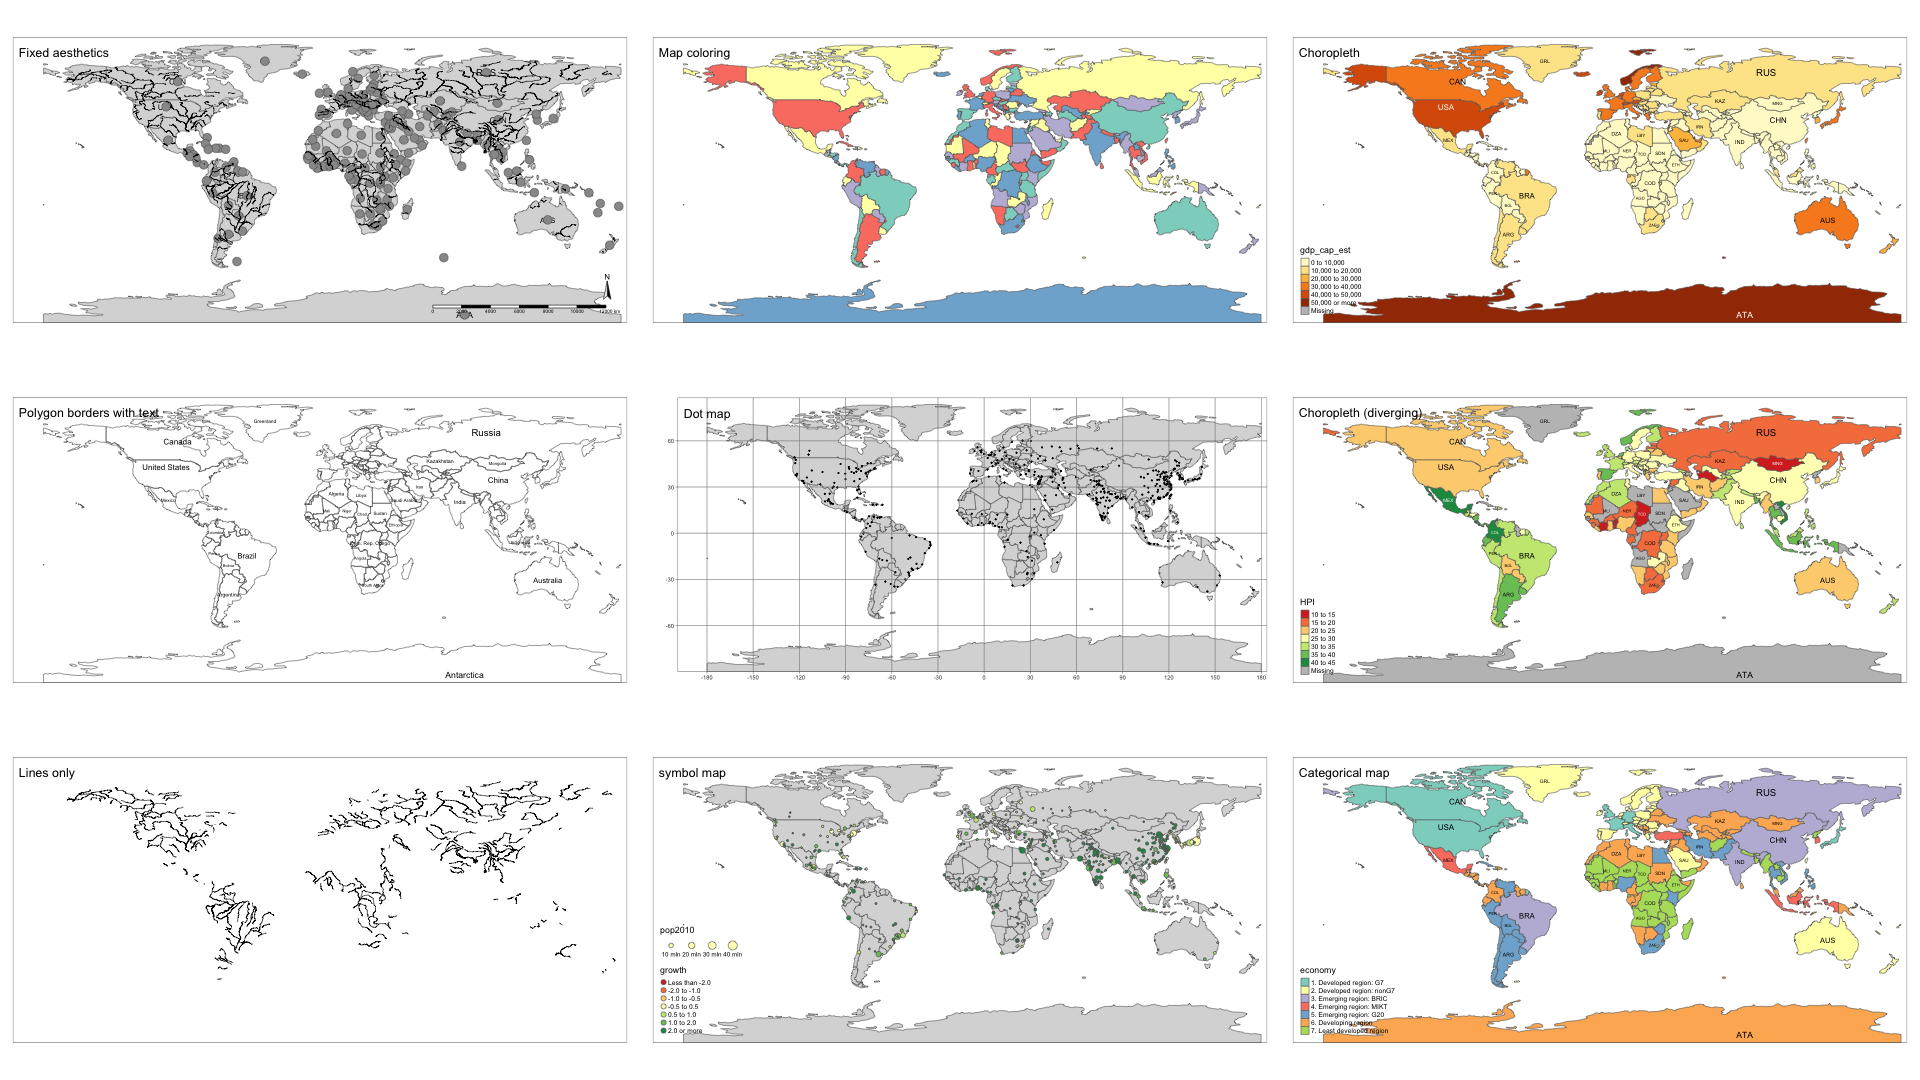 Fixed aesthetics
N
0 2000 4000 6000 8000 10000 12000 km
Map coloring
Choropleth
GRL
CAN
RUS
USA
KAZ
MNG
CHN
MEX
DZA
LBY
SAU
IRN
IND
NER
TCD
SDN
ETH
COL
COD
PER
BRA
AGO
BOL
ARG
ZAF
AUS
gdp_cap_est
0 to 10,000
10,000 to 20,000
20,000 to 30,000
30,000 to 40,000
40,000 to 50,000
50,000 or more
Missing
ATA
Polygon borders with text
Greenland
Canada
Russia
United States
Kazakhstan
Mongolia
China
Mexico
Algeria
Libya
Saudi Arabia
Iran
India
Mali
Niger
Chad
Sudan
Ethiopia
Brazil
Bolivia
Argentina
South Africa
Australia
Antarctica
Dot map
60
30
0
-30
-60
-180 -150 -120 -90 -60 -30 0 30 60 90 120 150 180
Choropleth (diverging)
GRL
CAN
RUS
USA
KAZ
MNG
CHN
MEX
DZA
LBY
SAU
IRN
IND
NER
TCD
SDN
ETH
COL
COD
PER
BRA
AGO
BOL
ARG
ZAF
AUS
HPI
10 to 15
15 to 20
20 to 25
25 to 30
30 to 35
35 to 40
40 to 45
Missing
ATA
Lines only
symbol map
pop2010
10 mln 20 mln 30 mln 40 mln
growth
Less than -2.0
-2.0 to -1.0
-1.0 to -0.5
-0.5 to 0.5
0.5 to 1.0
1.0 to 2.0
2.0 or more
Categorical map
GRL
CAN
RUS
USA
KAZ
MNG
CHN
MEX
DZA
LBY
SAU
IRN
IND
NER
TCD
SDN
ETH
COL
COD
PER
BRA
AGO
BOL
ARG
ZAF
AUS
economy
1. Developed region: G7
2. Developed region: nonG7
3. Emerging region: BRIC
4. Emerging region: MIKT
5. Emerging region: G20
6. Developing region
7. Least developed region
ATA